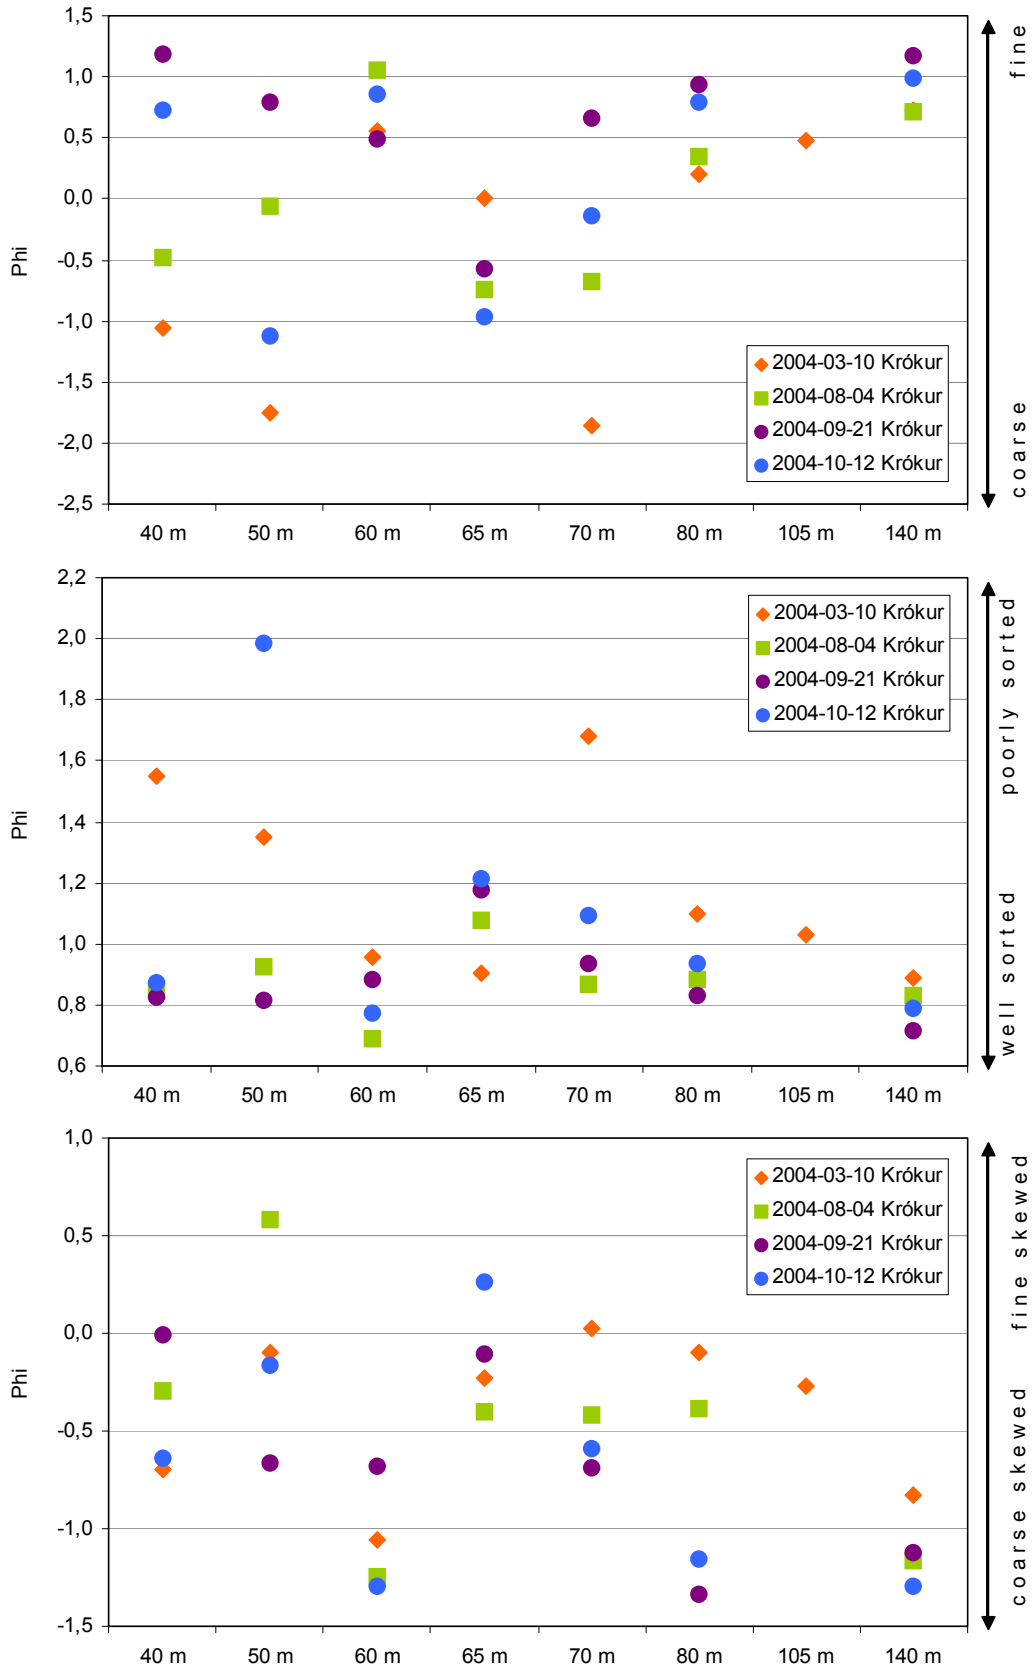 1,5
1,0
0,5
0,0
-0,5
-1,0
-1,5
-2,0
-2,5
Phi
2004-03-10 Krókur
2004-08-04 Krókur
2004-09-21 Krókur
2004-10-12 Krókur
40 m 50 m 60 m 65 m 70 m 80 m 105 m 140 m
fine
coarse
2,2
2,0
1,8
1,6
1,4
1,2
1,0
0,8
0,6
Phi
2004-03-10 Krókur
2004-08-04 Krókur
2004-09-21 Krókur
2004-10-12 Krókur
40 m 50 m 60 m 65 m 70 m 80 m 105 m 140 m
poorly sorted
well sorted
1,0
0,5
0,0
-0,5
-1,0
-1,5
Phi
2004-03-10 Krókur
2004-08-04 Krókur
2004-09-21 Krókur
2004-10-12 Krókur
40 m 50 m 60 m 65 m 70 m 80 m 105 m 140 m
fine skewed
coarse skewed